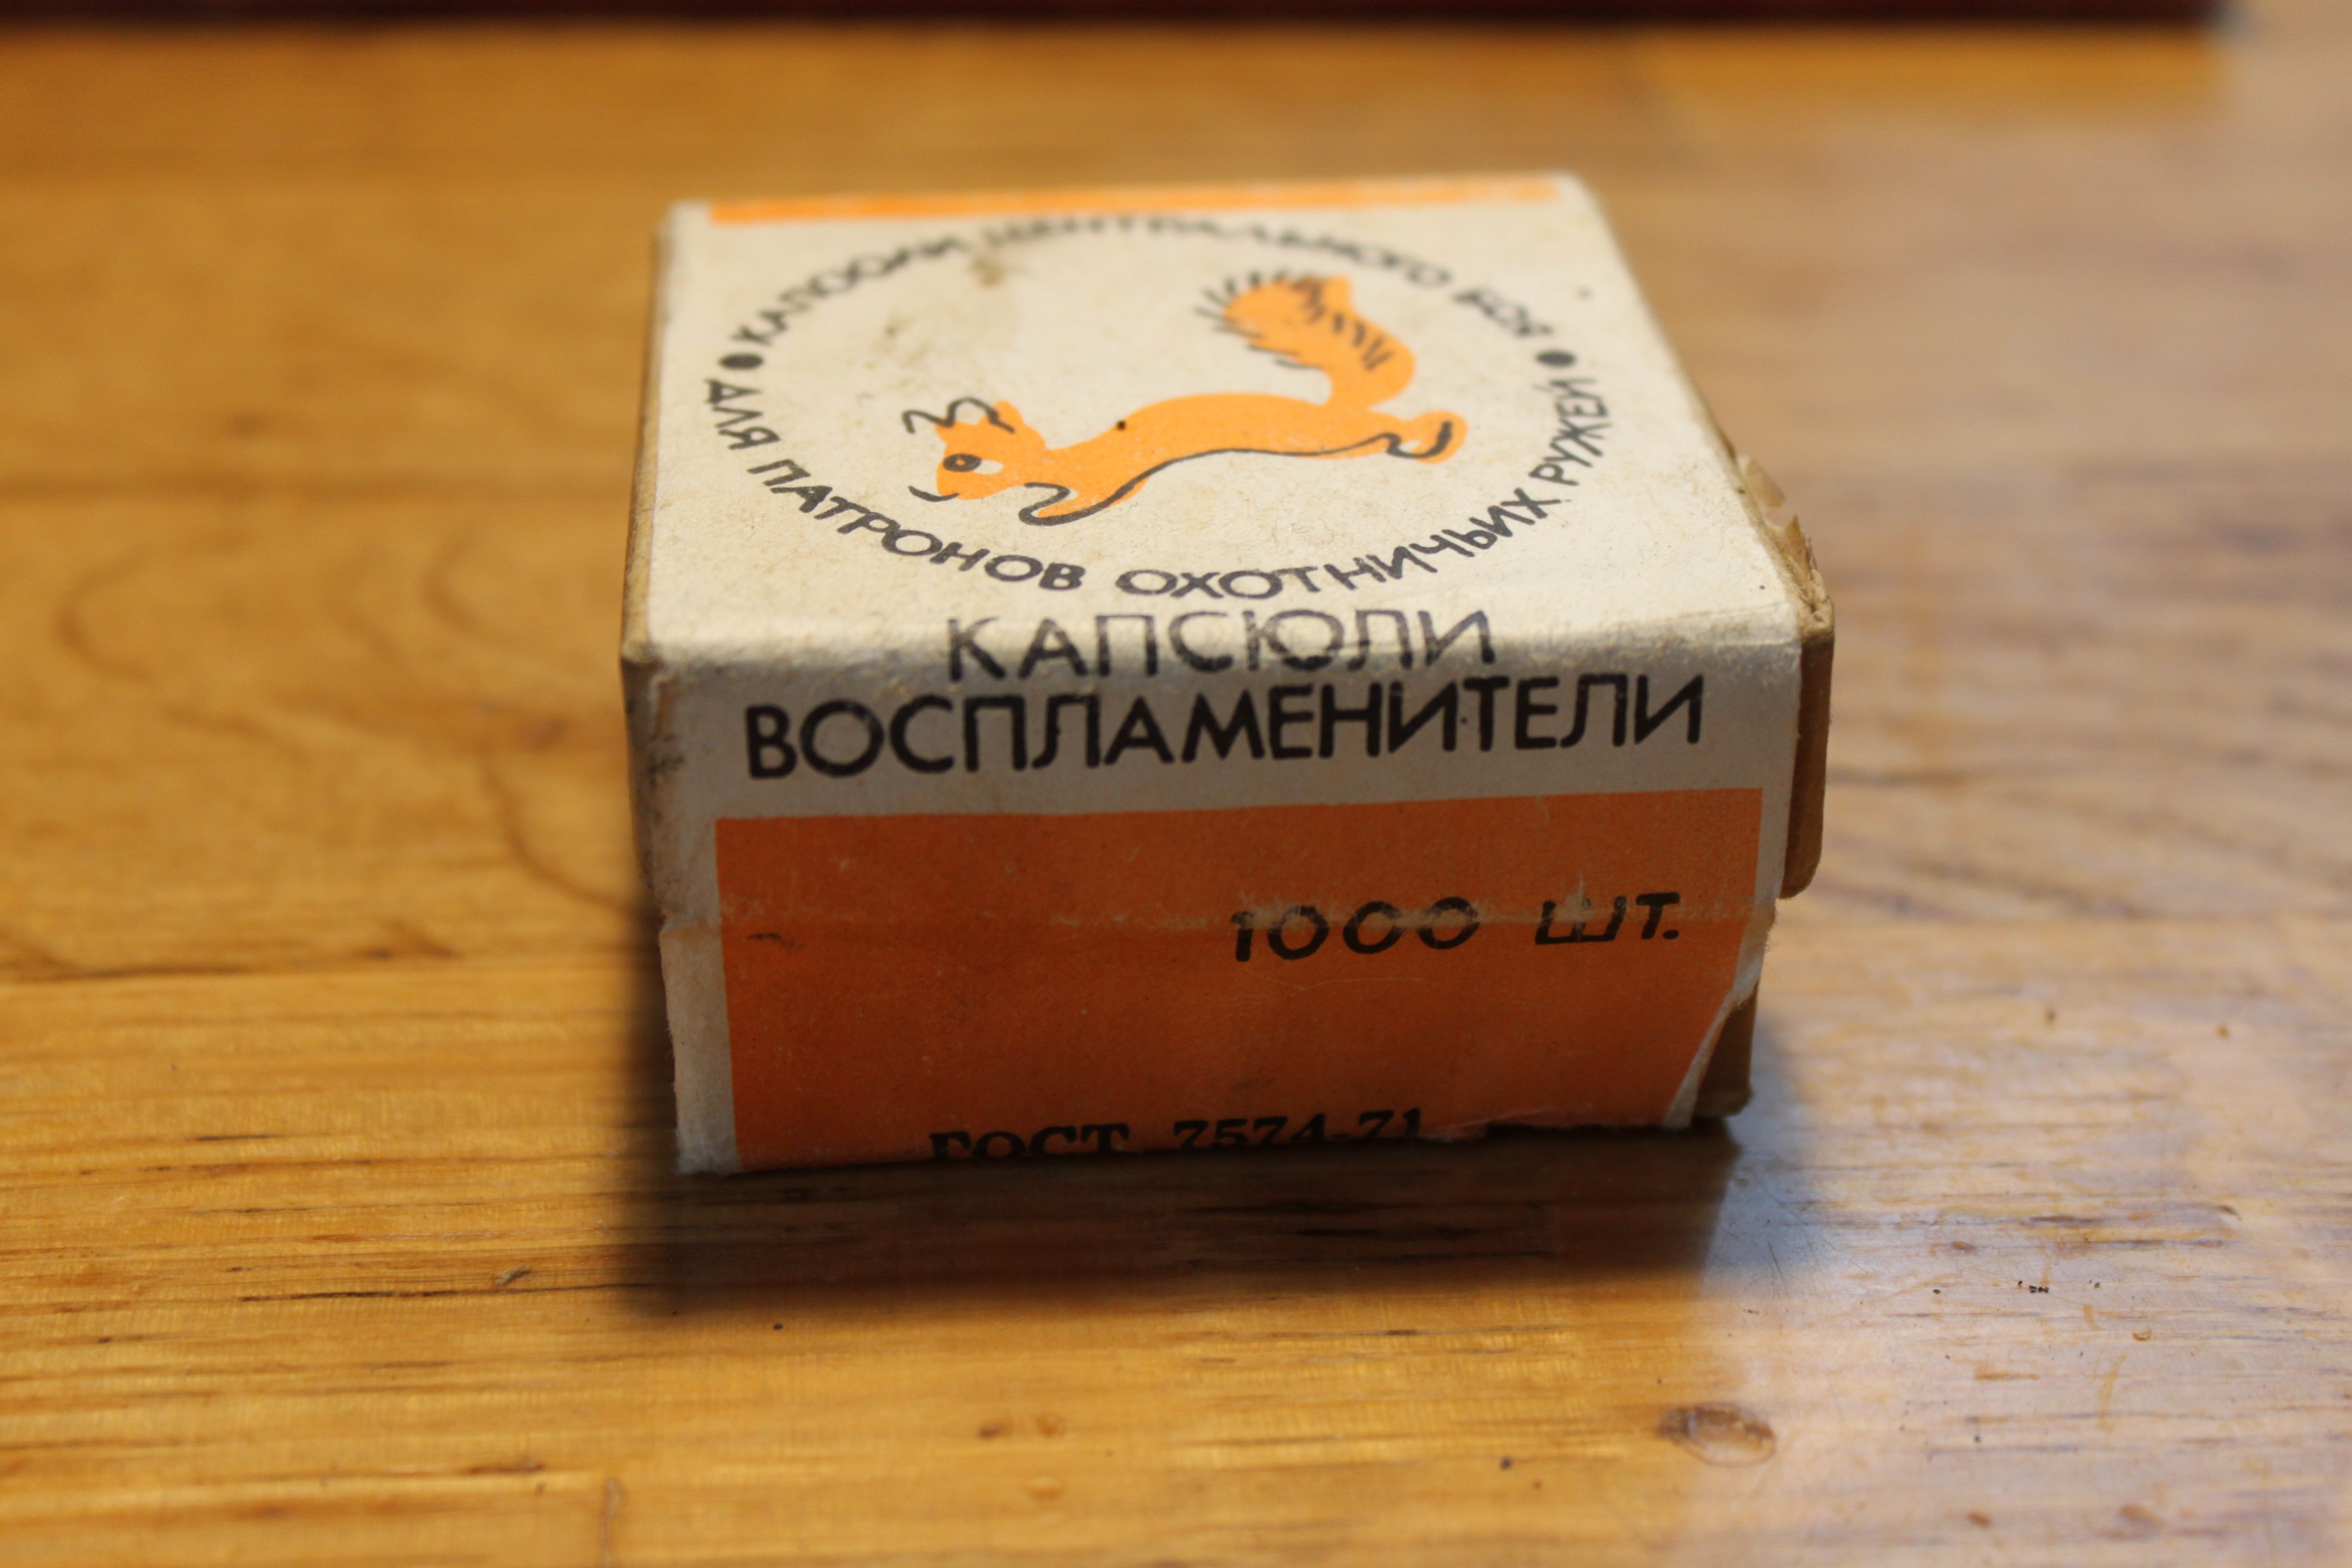 КАПСЮЛИ ЦЕНТРАЛЬНОГО БОЯ
ДЛЯ ПАТРОНОВ ОХОТНИЧЬИХ РУЖЕЙ
КАПСЮЛИ
ВОСПЛАМЕНИТЕЛИ
1000 ШТ.
ГОСТ 7574-71